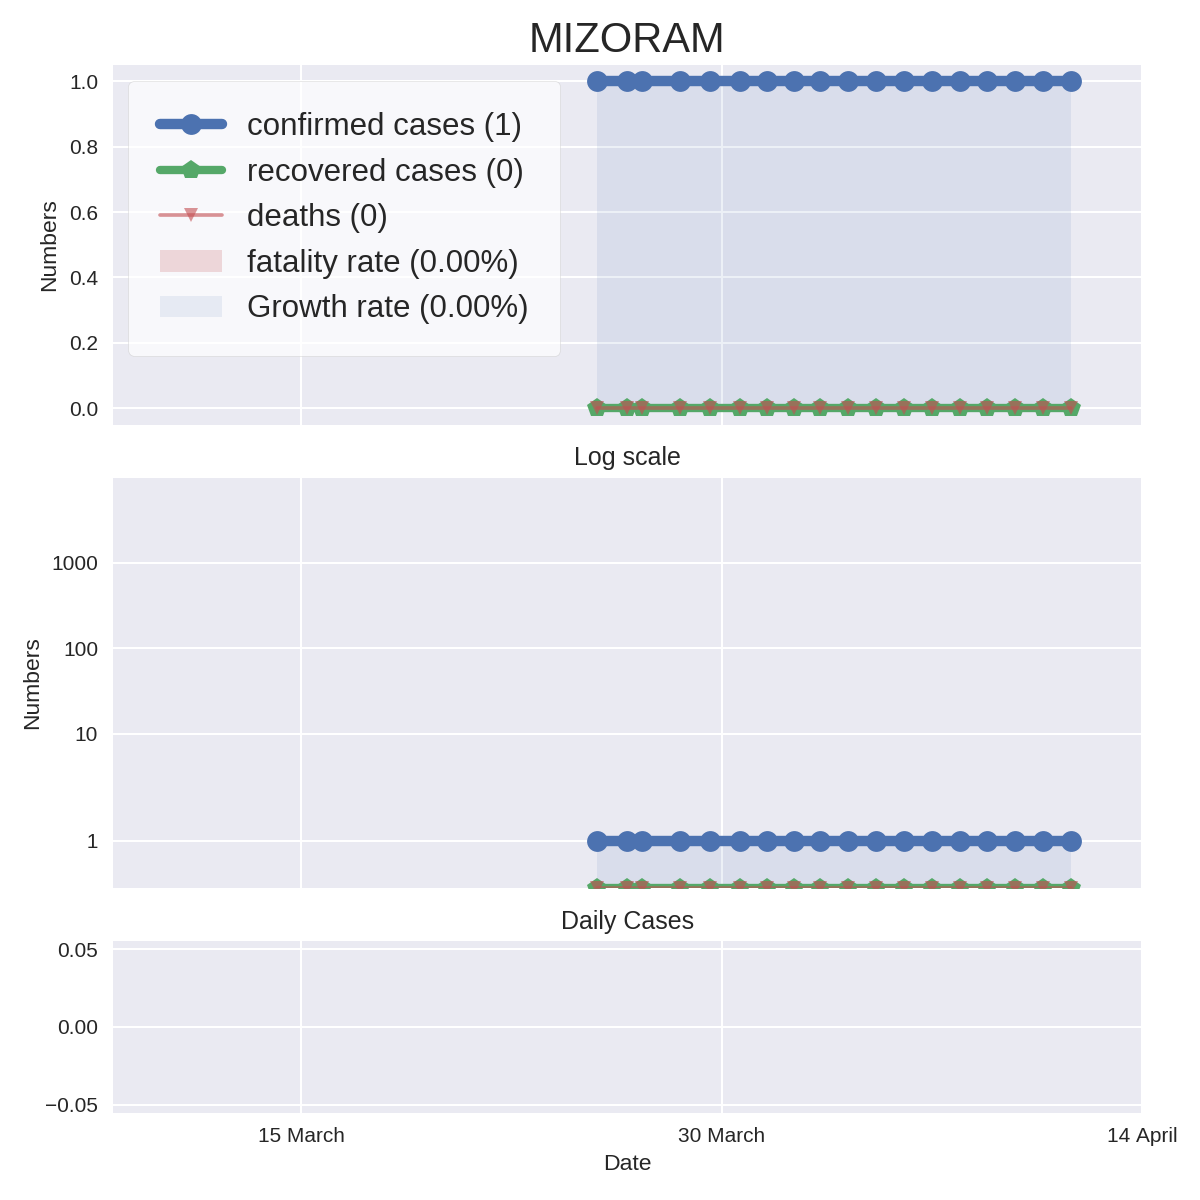 MIZORAM
1.0
confirmed cases (1)
0.8
recovered cases (0)
0.6
deaths (0)
0.4
fatality rate (0.00%)
0.2
Growth rate (0.00%)
0.0
Numbers
Log scale
1000
100
10
1
Numbers
Daily Cases
0.05
0.00
−0.05
15 March 30 March 14 April
Date